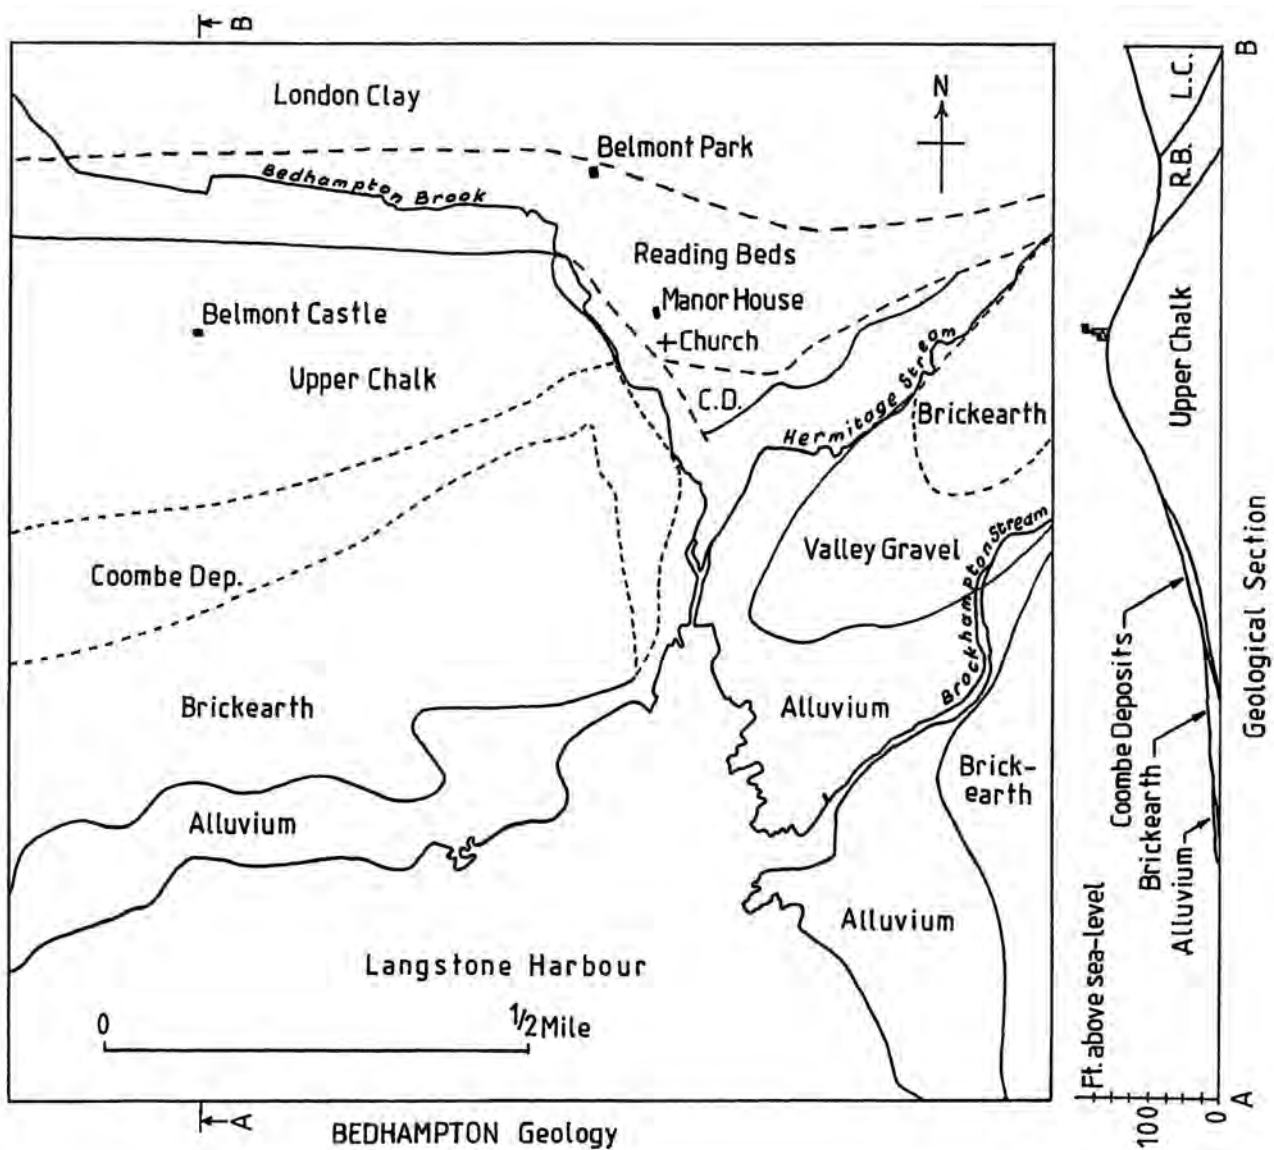 B
London Clay
N
Belmont Park
Bedhampton Brook
Reading Beds
Manor House
Belmont Castle
Church
Upper Chalk
C.D.
Hermitage Stream
Brickearth
Valley Gravel
Brockhampton Stream
Coombe Dep.
Brickearth
Alluvium
Brick-
earth
Alluvium
Alluvium
Langstone Harbour
0
1/2 Mile
A
BEDHAMPTON Geology
B
L.C.
R.B.
Upper Chalk
Coombe Deposits
Brickearth
Alluvium
Ft. above sea-level
100
0
A
Geological Section